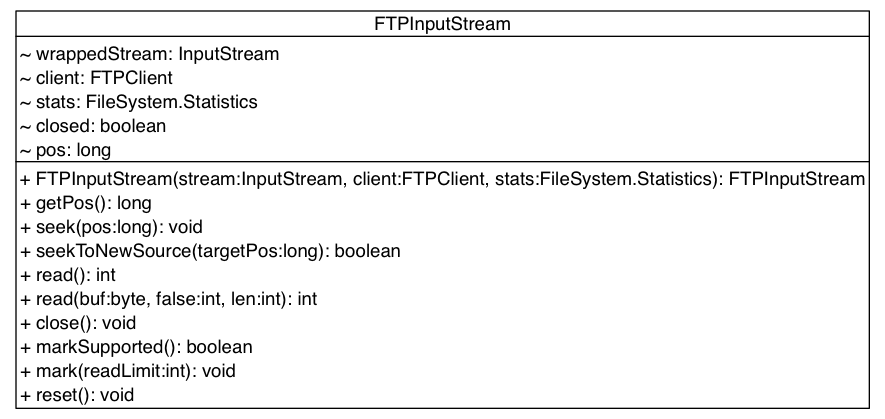 FTPInputStream
~ wrappedStream: InputStream
~ client: FTPClient
~ stats: FileSystem.Statistics
~ closed: boolean
~ pos: long
+ FTPInputStream(stream:InputStream, client:FTPClient, stats:FileSystem.Statistics): FTPInputStream
+ getPos(): long
+ seek(pos:long): void
+ seekToNewSource(targetPos:long): boolean
+ read(): int
+ read(buf:byte, false:int, len:int): int
+ close(): void
+ markSupported(): boolean
+ mark(readLimit:int): void
+ reset(): void